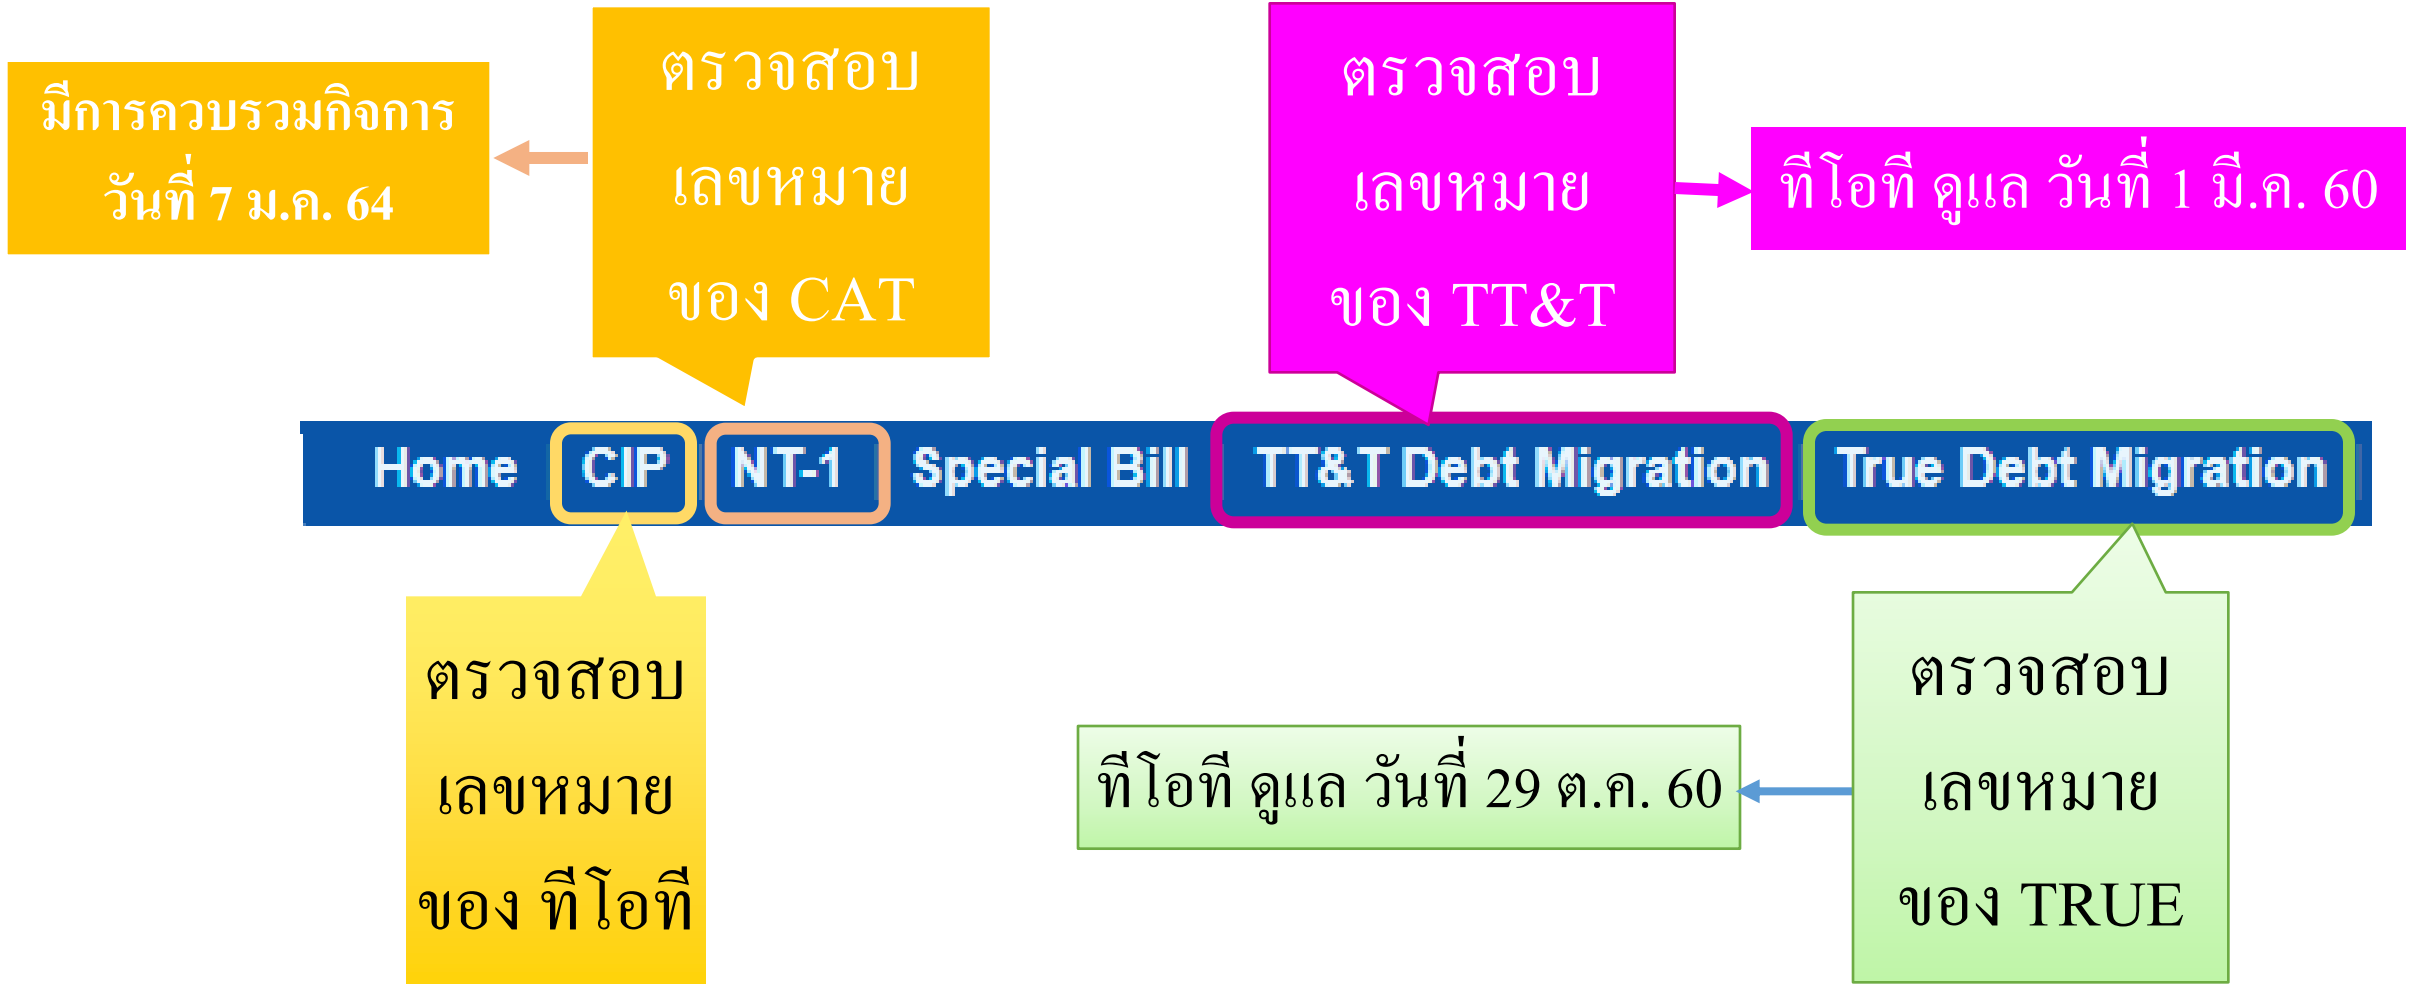 มีการควบรวมกิจการ
วันที่ 7 ม.ค. 64
ตรวจสอบ
เลขหมาย
ของ CAT
ตรวจสอบ
เลขหมาย
ของ TT&T
ทีโอที ดูแล วันที่ 1 มี.ค. 60
Home CIP NT-1 Special Bill TT&T Debt Migration True Debt Migration
ตรวจสอบ
เลขหมาย
ของ ทีโอที
ทีโอที ดูแล วันที่ 29 ต.ค. 60
ตรวจสอบ
เลขหมาย
ของ TRUE